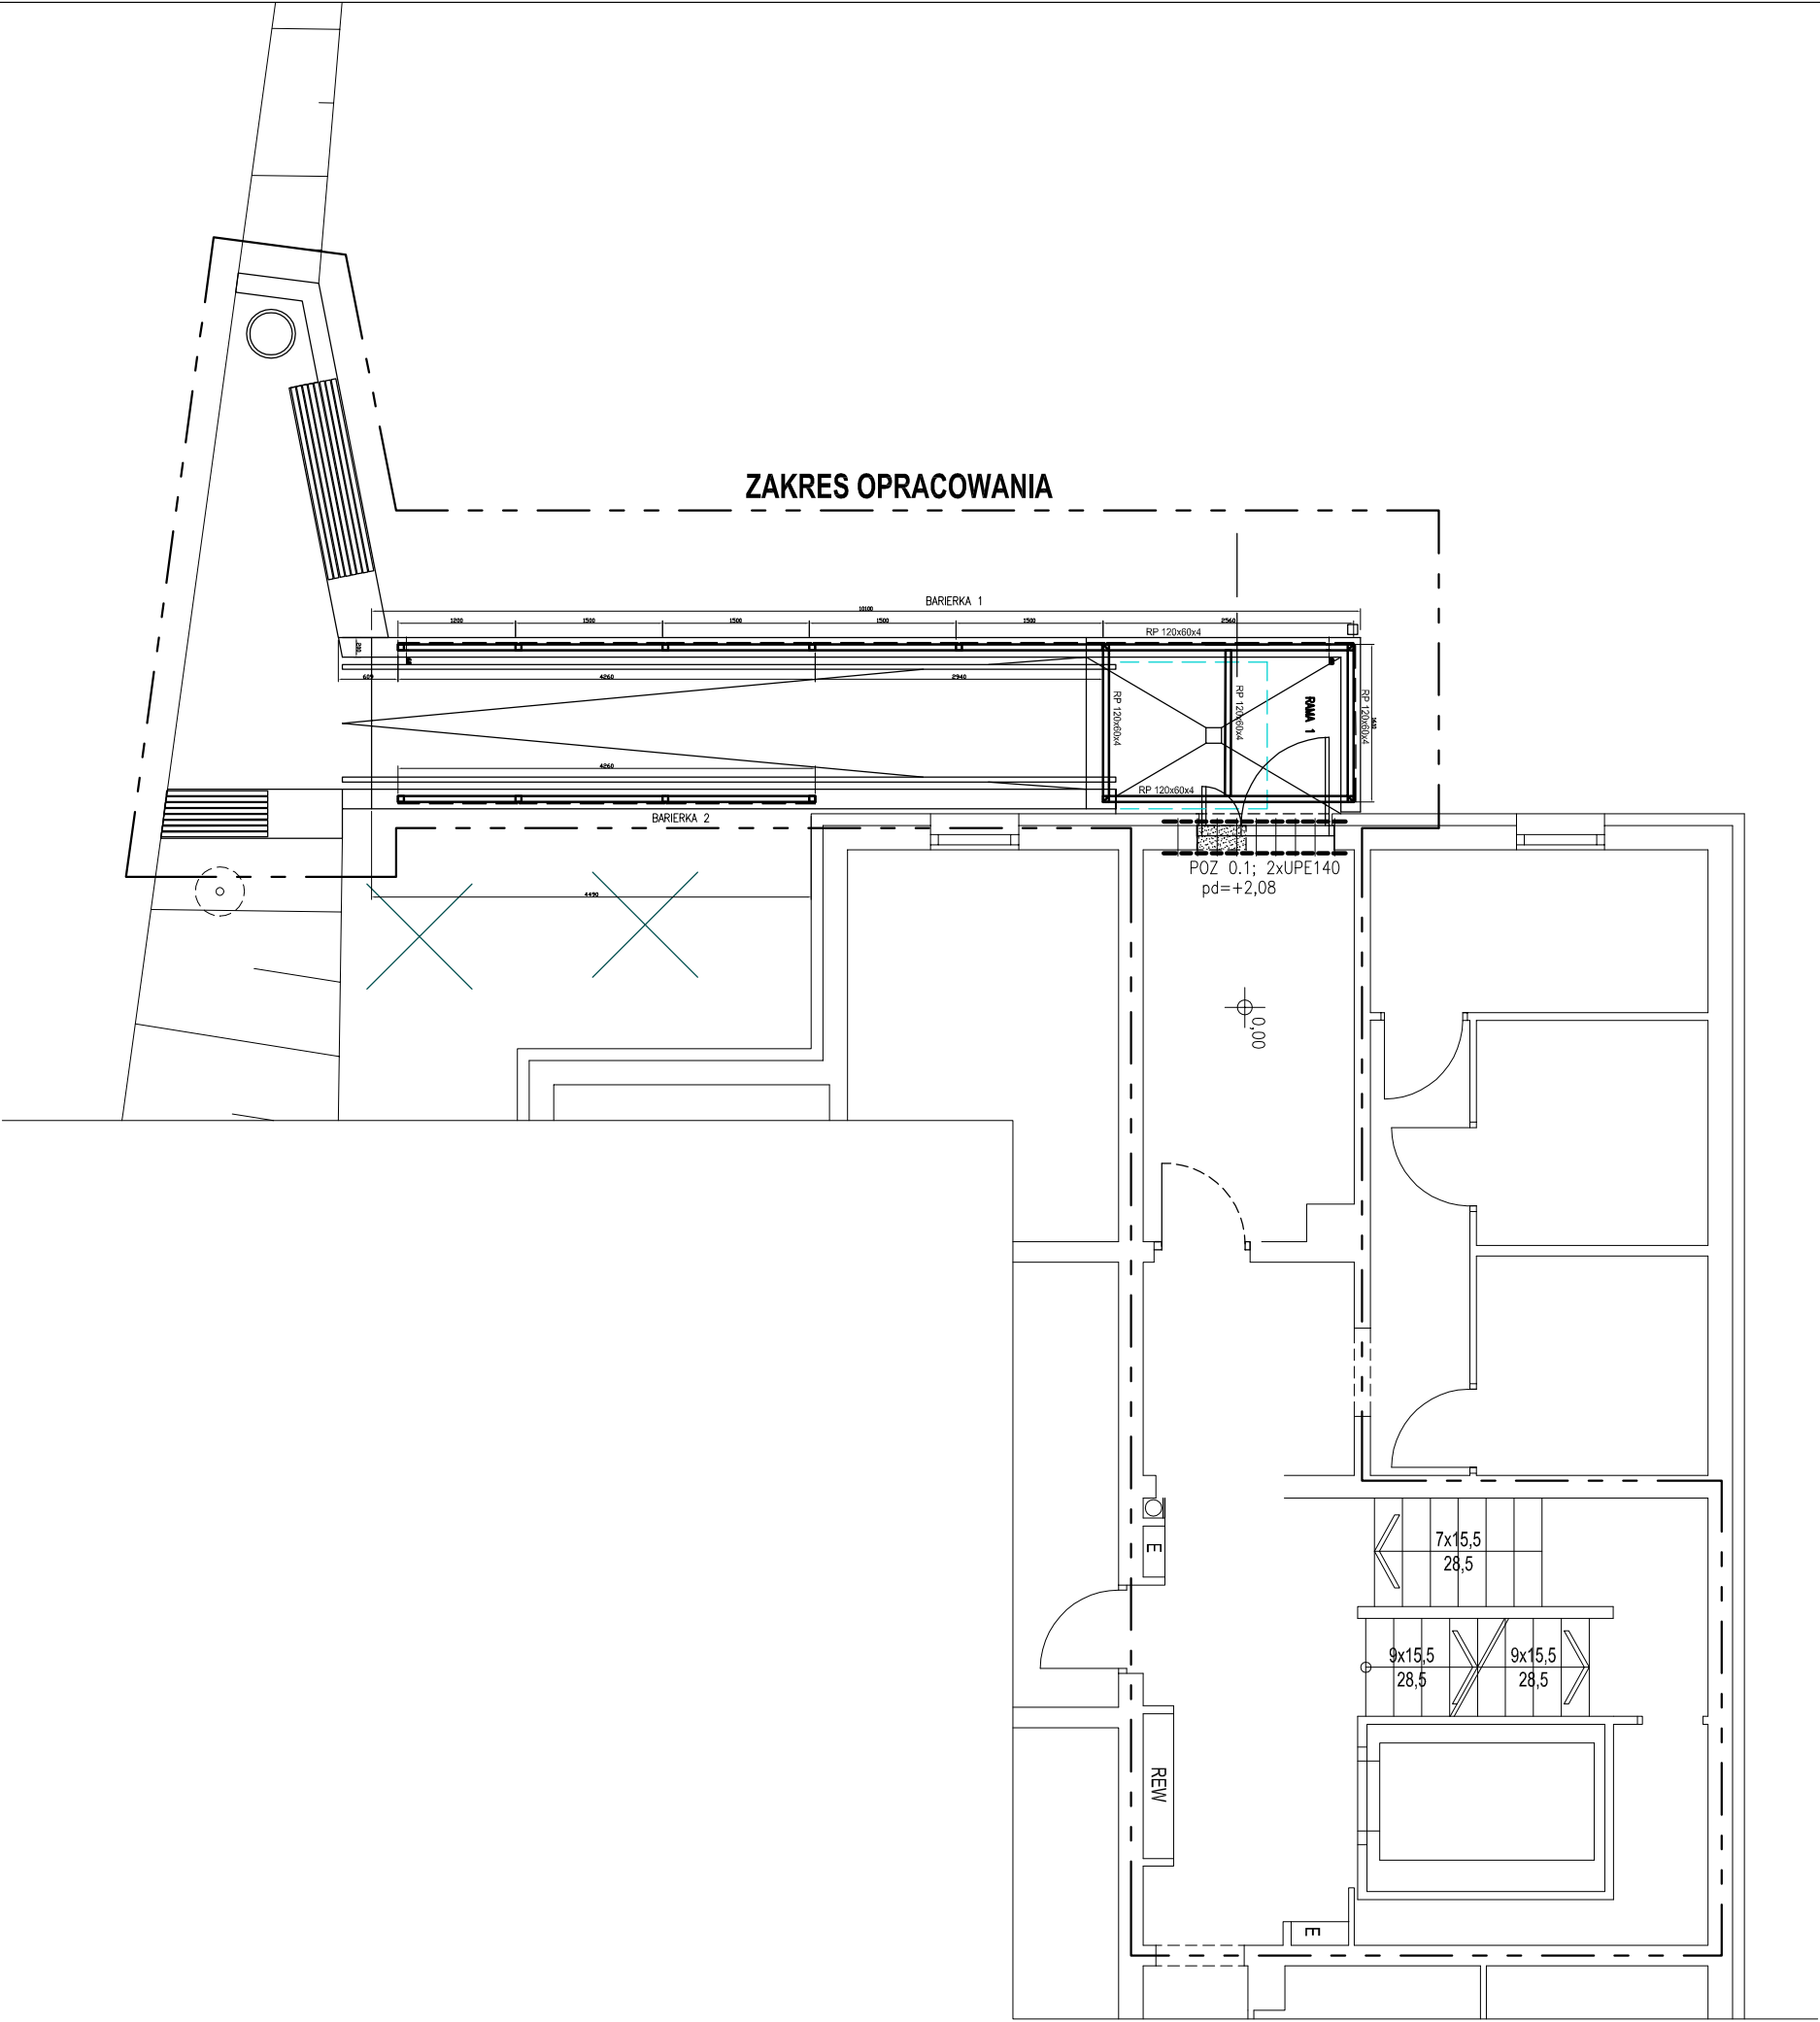 ZAKRES OPRACOWANIA
BARIERKA 1
10100
1200
1500
1500
1500
1500
2560
RP 120x60x4
609
4260
2940
RP 120x60x4
RP 120x60x4
RAMA 1
RP 120x60x4
4260
RP 120x60x4
BARIERKA 2
POZ 0.1; 2xUPE140
pd=+2,08
4490
0,00
E
7x15,5
28,5
9x15,5
28,5
9x15,5
28,5
REW
E